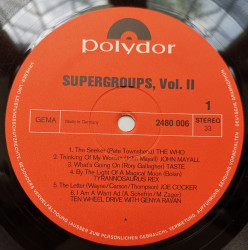 polydor
SUPERGROUPS, Vol. II
1
GEMA
Made in Germany
2480 006
STEREO
33
1. The Seeker (Pete Townshend) THE WHO
2. Thinking Of My Woman (John Mayall) JOHN MAYALL
3. What's Going On (Rory Gallagher) TASTE
4. By The Light Of A Magical Moon (Bolan)
TYRANNOSAURUS REX
5. The Letter (Wayne/Carson/Thompson) JOE COCKER
6. I Am A Want Ad (A. Schefrin / M. Zager)
TEN WHEEL DRIVE WITH GENYA RAVAN